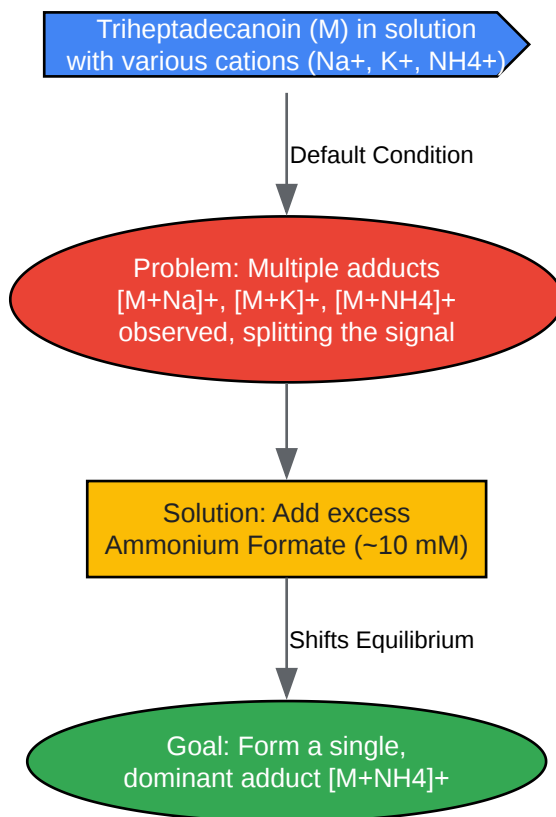 Triheptadecanoin (M) in solution
with various cations (Na+, K+, NH4+)
Default Condition
Problem: Multiple adducts
[M+Na]+, [M+K]+, [M+NH4]+
observed, splitting the signal
Solution: Add excess
Ammonium Formate (~10 mM)
Shifts Equilibrium
Goal: Form a single,
dominant adduct [M+NH4]+